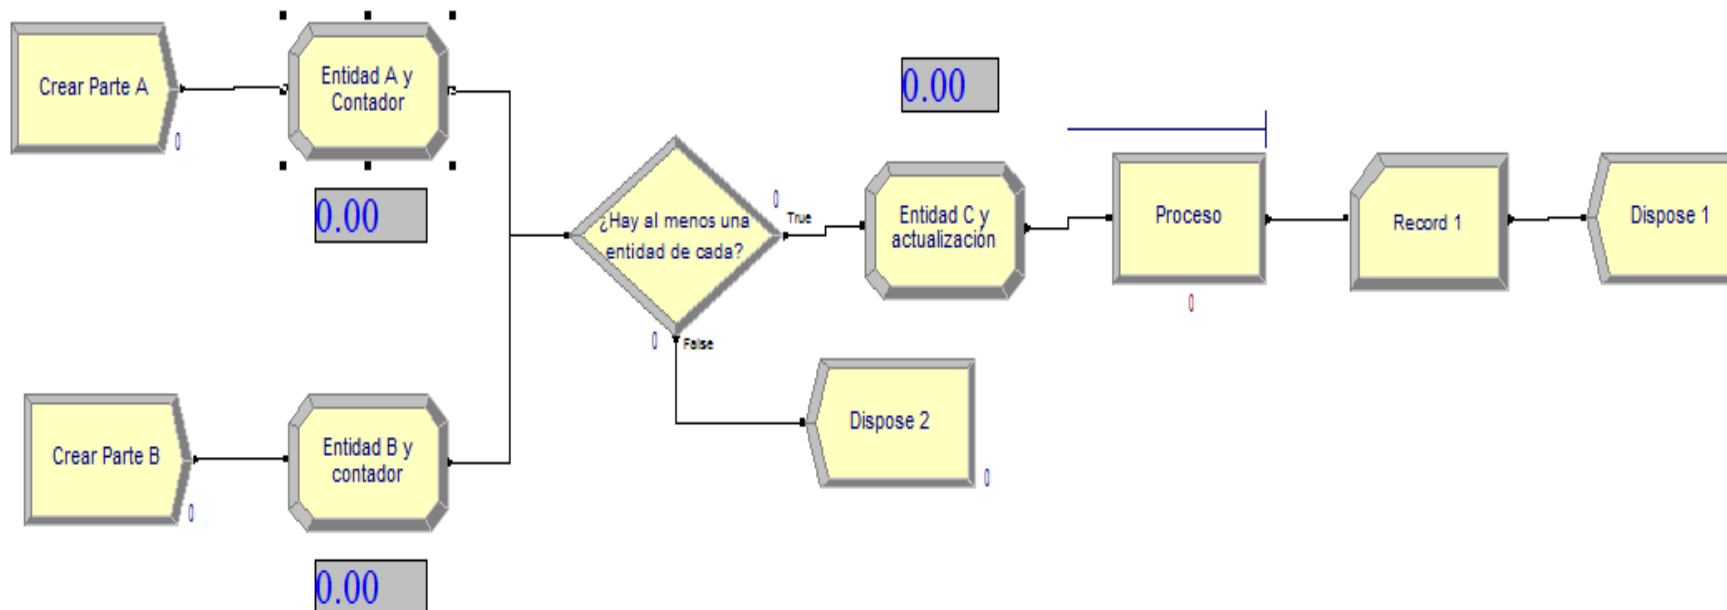 Crear Parte A
0
Entidad A y
Contador
0.00
Crear Parte B
0
Entidad B y
contador
0.00
¿Hay al menos una
entidad de cada?
0
True
0
False
0.00
Entidad C y
actualización
Proceso
0
Record 1
Dispose 1
Dispose 2
0